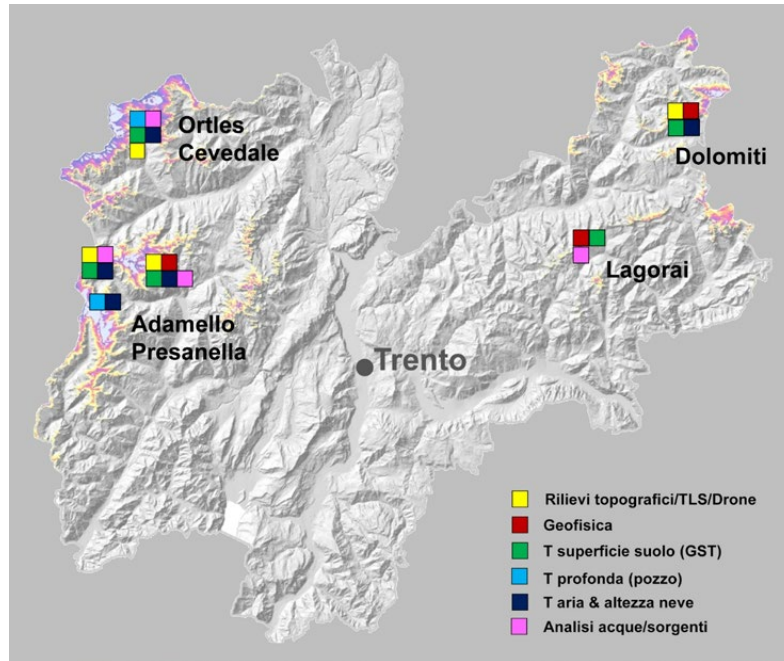 Ortles
Cevedale
Dolomiti
Lagorai
Adamello
Presanella
Trento
Rilievi topografici/TLS/Drone
Geofisica
T superficie suolo (GST)
T profonda (pozzo)
T aria & altezza neve
Analisi acque/sorgenti